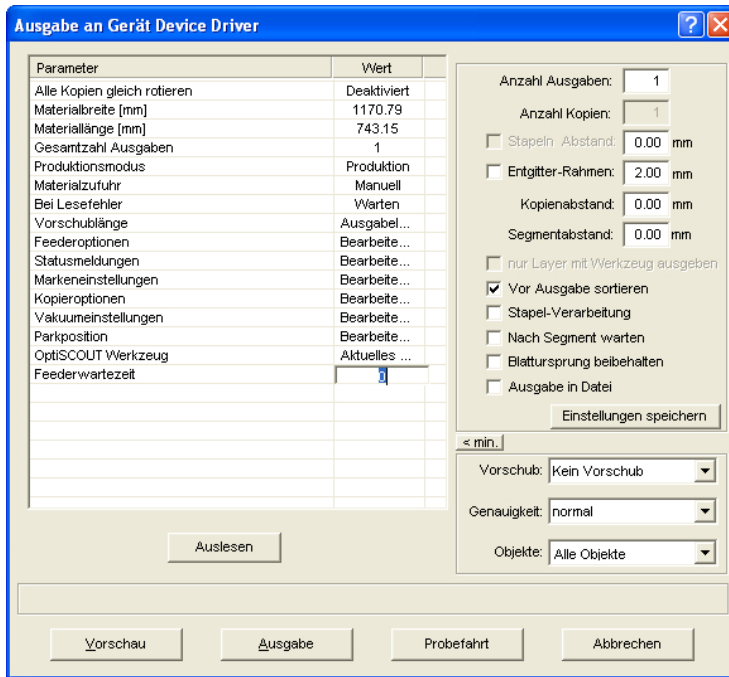 Ausgabe an Gerät Device Driver
Parameter Wert
Alle Kopien gleich rotieren Deaktiviert
Materialbreite [mm] 1170.79
Materiallänge [mm] 743.15
Gesamtzahl Ausgaben 1
Produktionsmodus Produktion
Materialzufuhr Manuell
Bei Lesefehler Warten
Vorschublänge Ausgabel...
Feederoptionen Bearbeite...
Statusmeldungen Bearbeite...
Markeneinstellungen Bearbeite...
Kopieroptionen Bearbeite...
Vakuumeinstellungen Bearbeite...
Parkposition Bearbeite...
OptiSCOUT Werkzeug Aktuelles ...
Feederwartezeit 0
Auslesen
Anzahl Ausgaben: 1
Anzahl Kopien: 1
Stapeln Abstand: 0.00 mm
Entgitter-Rahmen: 2.00 mm
Kopienabstand: 0.00 mm
Segmentabstand: 0.00 mm
nur Layer mit Werkzeug ausgeben
Vor Ausgabe sortieren
Stapel-Verarbeitung
Nach Segment warten
Blattursprung beibehalten
Ausgabe in Datei
Einstellungen speichern
< min.
Vorschub: Kein Vorschub
Genauigkeit: normal
Objekte: Alle Objekte
Vorschau Ausgabe Probefahrt Abbrechen